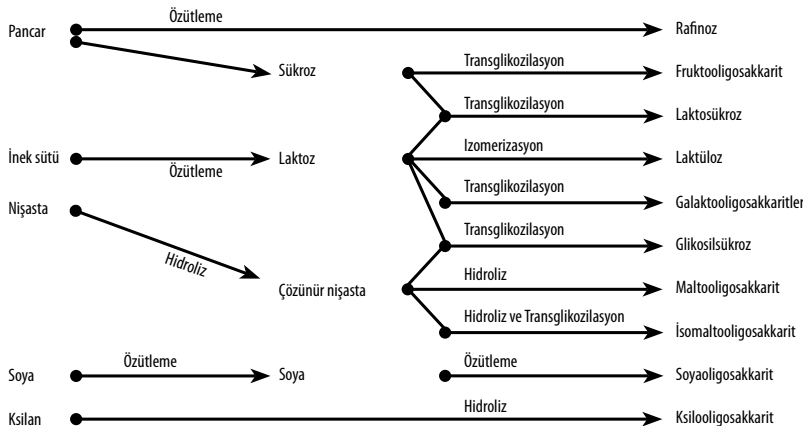 Özütleme
Pancar
Rafinoz
Transglikozilasyon
Sükroz
Fruktooligosakkarit
Transglikozilasyon
Laktosükroz
İnek sütü
Özütleme
Laktoz
Izomerizasyon
Laktüloz
Transglikozilasyon
Galaktooligosakkaritler
Nişasta
Transglikozilasyon
Glikosilsükroz
Hidroliz
Çözünür nişasta
Hidroliz
Maltooligosakkarit
Hidroliz ve Transglikozilasyon
İsomaltooligosakkarit
Soya
Özütleme
Soya
Özütleme
Soyaoligosakkarit
Ksilan
Hidroliz
Ksilooligosakkarit